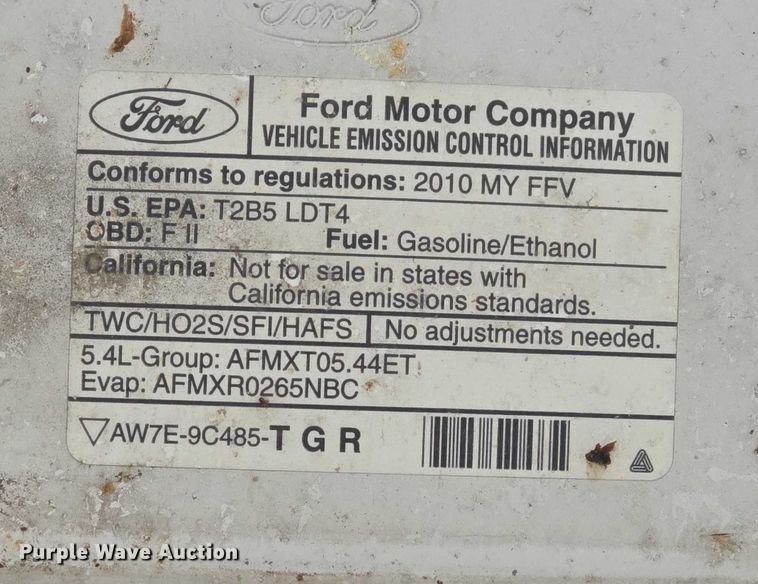 Ford
Ford
Ford Motor Company
VEHICLE EMISSION CONTROL INFORMATION
Conforms to regulations: 2010 MY FFV
U.S. EPA: T2B5 LDT4
OBD: F II Fuel: Gasoline/Ethanol
California: Not for sale in states with
California emissions standards.
TWC/HO2S/SFI/HAFS No adjustments needed.
5.4L-Group: AFMXT05.44ET
Evap: AFMXR0265NBC
AW7E-9C485-T G R
Purple Wave Auction